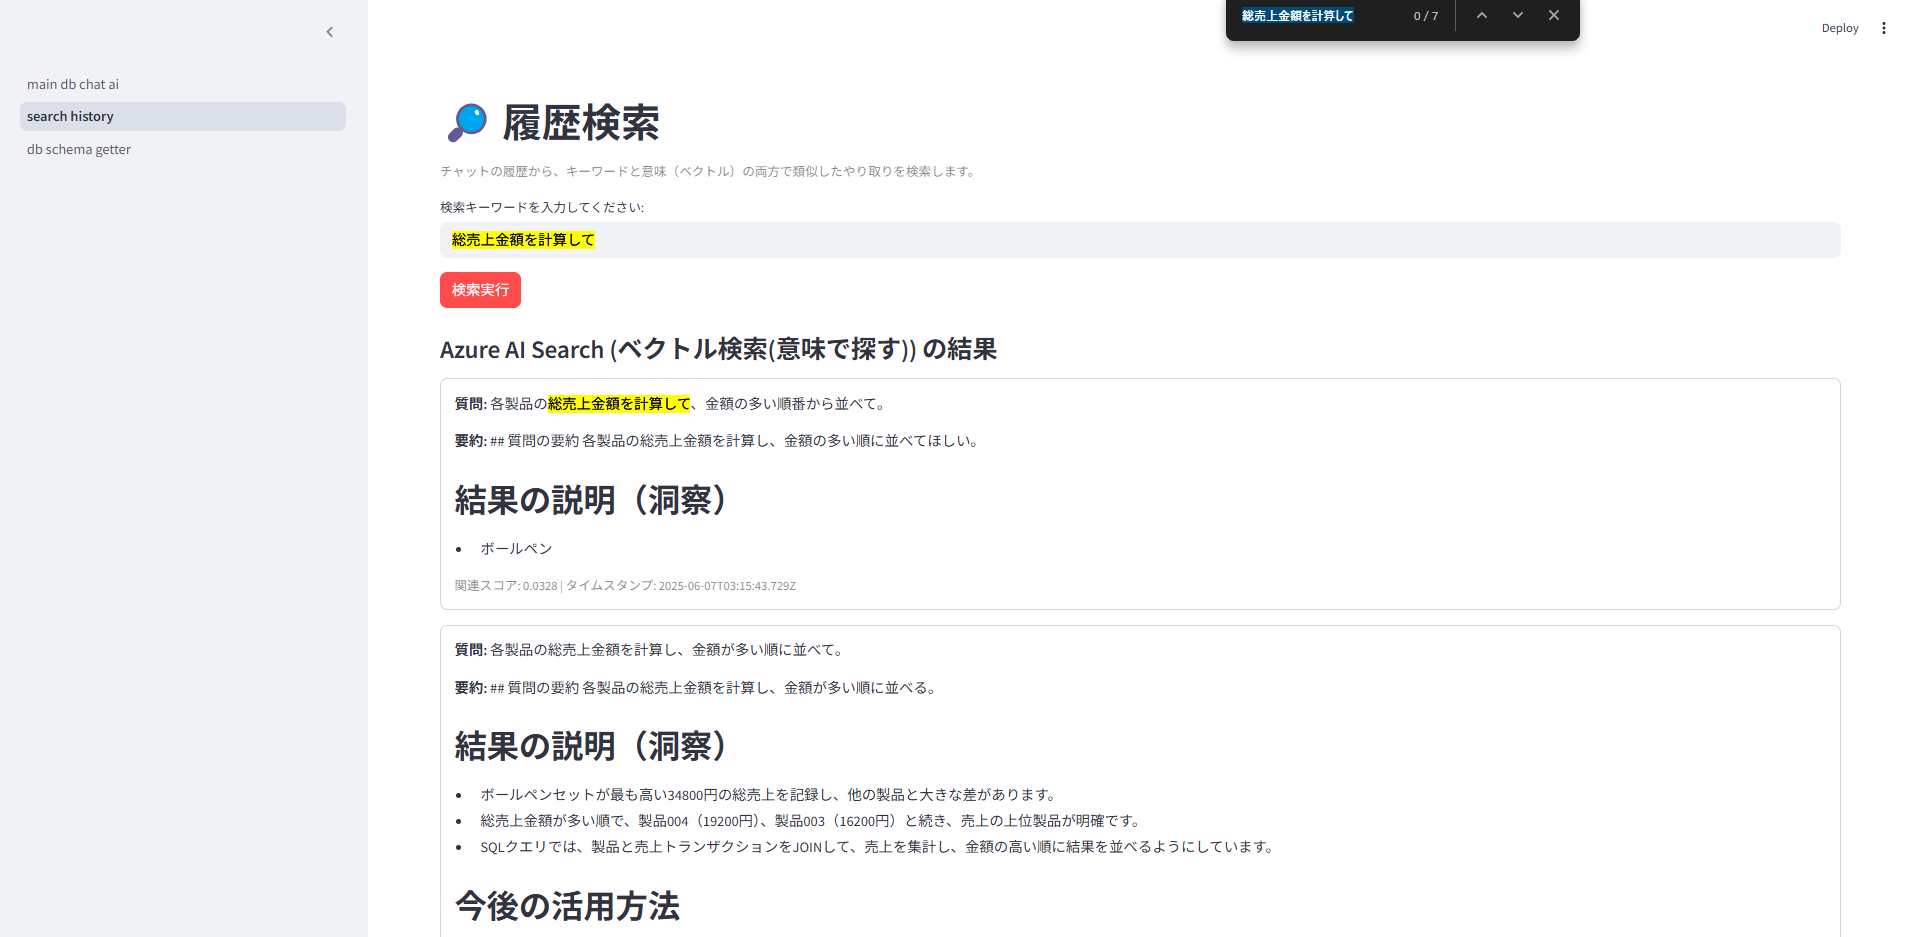 総売上金額を計算して 0 / 7
Deploy
main db chat ai
search history
db schema getter
履歴検索
チャットの履歴から、キーワードと意味（ベクトル）の両方で類似したやり取りを検索します。
検索キーワードを入力してください:
総売上金額を計算して
検索実行
Azure AI Search (ベクトル検索(意味で探す)) の結果
質問: 各製品の総売上金額を計算して、金額の多い順番から並べて。
要約: ## 質問の要約 各製品の総売上金額を計算し、金額の多い順に並べてほしい。
結果の説明（洞察）
• ボールペン
関連スコア: 0.0328 | タイムスタンプ: 2025-06-07T03:15:43.729Z
質問: 各製品の総売上金額を計算し、金額が多い順に並べて。
要約: ## 質問の要約 各製品の総売上金額を計算し、金額が多い順に並べる。
結果の説明（洞察）
• ボールペンセットが最も高い34800円の総売上を記録し、他の製品と大きな差があります。
• 総売上金額が多い順で、製品004（19200円）、製品003（16200円）と続き、売上の上位製品が明確です。
• SQLクエリでは、製品と売上トランザクションをJOINして、売上を集計し、金額の高い順に結果を並べるようにしています。
今後の活用方法